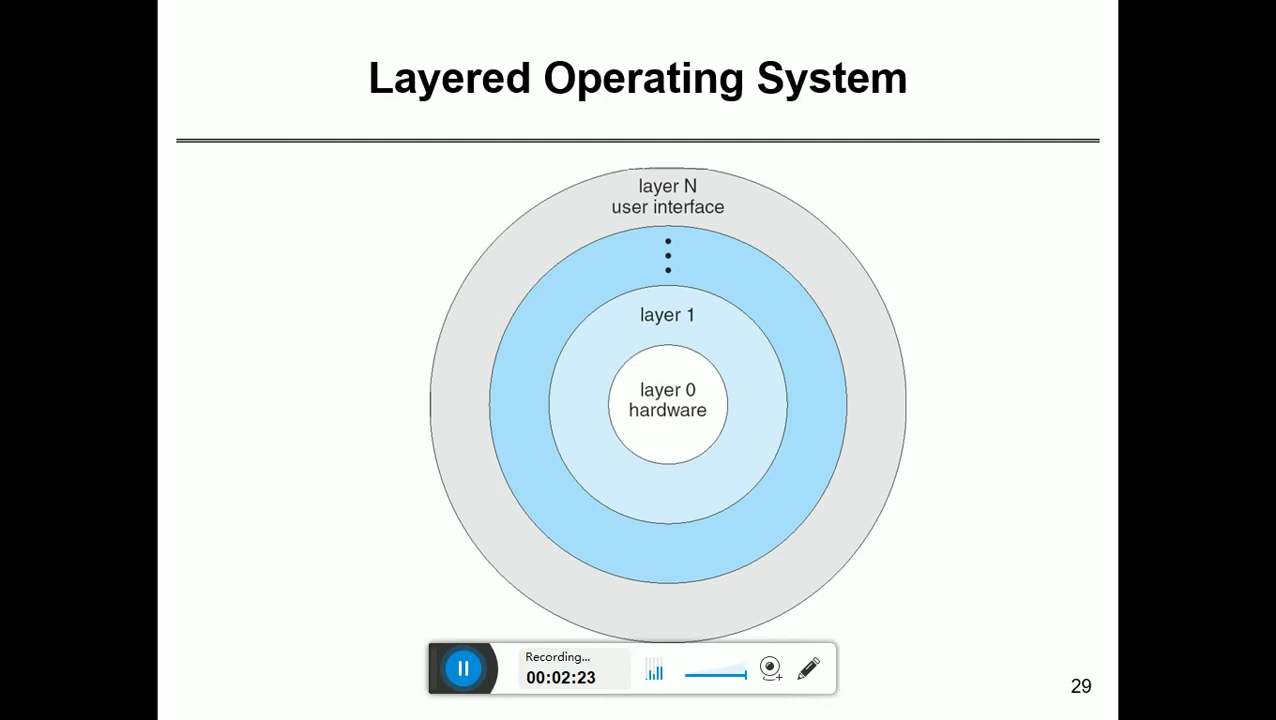 Layered Operating System
layer N
user interface
layer 1
layer 0
hardware
Recording...
00:02:23
29